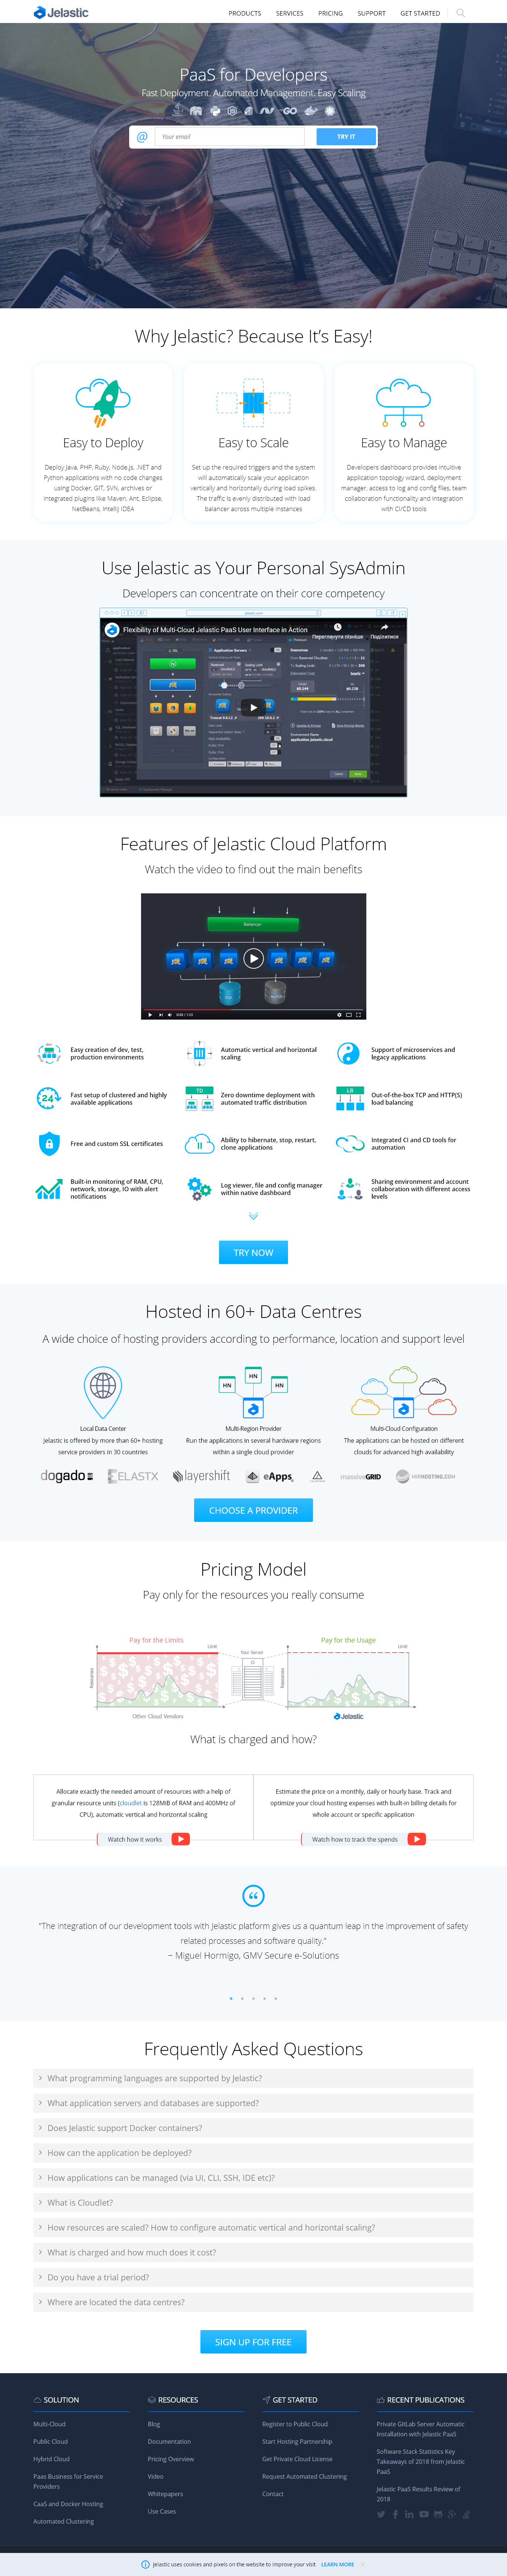 Jelastic
PRODUCTS SERVICES PRICING SUPPORT GET STARTED
PaaS for Developers
Fast Deployment. Automated Management. Easy Scaling
@ Your email TRY IT
Why Jelastic? Because It's Easy!
Easy to Deploy
Deploy Java, PHP, Ruby, Node.js, .NET and
Python applications with no code changes
using Docker, GIT, SVN, archives or
integrated plugins like Maven, Ant, Eclipse,
NetBeans, IntelliJ IDEA
Easy to Scale
Set up the required triggers and the system
will automatically scale your application
vertically and horizontally during load spikes.
The traffic is evenly distributed with load
balancer across multiple instances
Easy to Manage
Developers dashboard provides intuitive
application topology wizard, deployment
manager, access to log and config files, team
collaboration functionality and integration
with CI/CD tools
Use Jelastic as Your Personal SysAdmin
Developers can concentrate on their core competency
Flexibility of Multi-Cloud Jelastic PaaS User Interface in Action
Переглянути пізніше Поділитися
Features of Jelastic Cloud Platform
Watch the video to find out the main benefits
Balancer
Easy creation of dev, test,
production environments
Automatic vertical and horizontal
scaling
Support of microservices and
legacy applications
24
Fast setup of clustered and highly
available applications
TD
Zero downtime deployment with
automated traffic distribution
LB
Out-of-the-box TCP and HTTP(S)
load balancing
Free and custom SSL certificates
Ability to hibernate, stop, restart,
clone applications
Integrated CI and CD tools for
automation
Built-in monitoring of RAM, CPU,
network, storage, IO with alert
notifications
Log viewer, file and config manager
within native dashboard
Sharing environment and account
collaboration with different access
levels
TRY NOW
Hosted in 60+ Data Centres
A wide choice of hosting providers according to performance, location and support level
Local Data Center
Jelastic is offered by more than 60+ hosting
service providers in 30 countries
HN HN HN
Multi-Region Provider
Run the applications in several hardware regions
within a single cloud provider
Multi-Cloud Configuration
The applications can be hosted on different
clouds for advanced high availability
dogado ELASTX layershift eApps massiveGRID MIRHOSTING.COM
CHOOSE A PROVIDER
Pricing Model
Pay only for the resources you really consume
Pay for the Limits
Limit
Resources
Other Cloud Vendors
Your Server
Pay for the Usage
Limit
Resources
Jelastic
What is charged and how?
Allocate exactly the needed amount of resources with a help of
granular resource units (cloudlet is 128MiB of RAM and 400MHz of
CPU), automatic vertical and horizontal scaling
Watch how it works
Estimate the price on a monthly, daily or hourly base. Track and
optimize your cloud hosting expenses with built-in billing details for
whole account or specific application
Watch how to track the spends
"The integration of our development tools with Jelastic platform gives us a quantum leap in the improvement of safety
related processes and software quality."
~ Miguel Hormigo, GMV Secure e-Solutions
Frequently Asked Questions
What programming languages are supported by Jelastic?
What application servers and databases are supported?
Does Jelastic support Docker containers?
How can the application be deployed?
How applications can be managed (via UI, CLI, SSH, IDE etc)?
What is Cloudlet?
How resources are scaled? How to configure automatic vertical and horizontal scaling?
What is charged and how much does it cost?
Do you have a trial period?
Where are located the data centres?
SIGN UP FOR FREE
SOLUTION
Multi-Cloud
Public Cloud
Hybrid Cloud
Paas Business for Service
Providers
CaaS and Docker Hosting
Automated Clustering
RESOURCES
Blog
Documentation
Pricing Overview
Video
Whitepapers
Use Cases
GET STARTED
Register to Public Cloud
Start Hosting Partnership
Get Private Cloud License
Request Automated Clustering
Contact
RECENT PUBLICATIONS
Private GitLab Server Automatic
Installation with Jelastic PaaS
Software Stack Statistics Key
Takeaways of 2018 from Jelastic
PaaS
Jelastic PaaS Results Review of
2018
Jelastic uses cookies and pixels on the website to improve your visit LEARN MORE